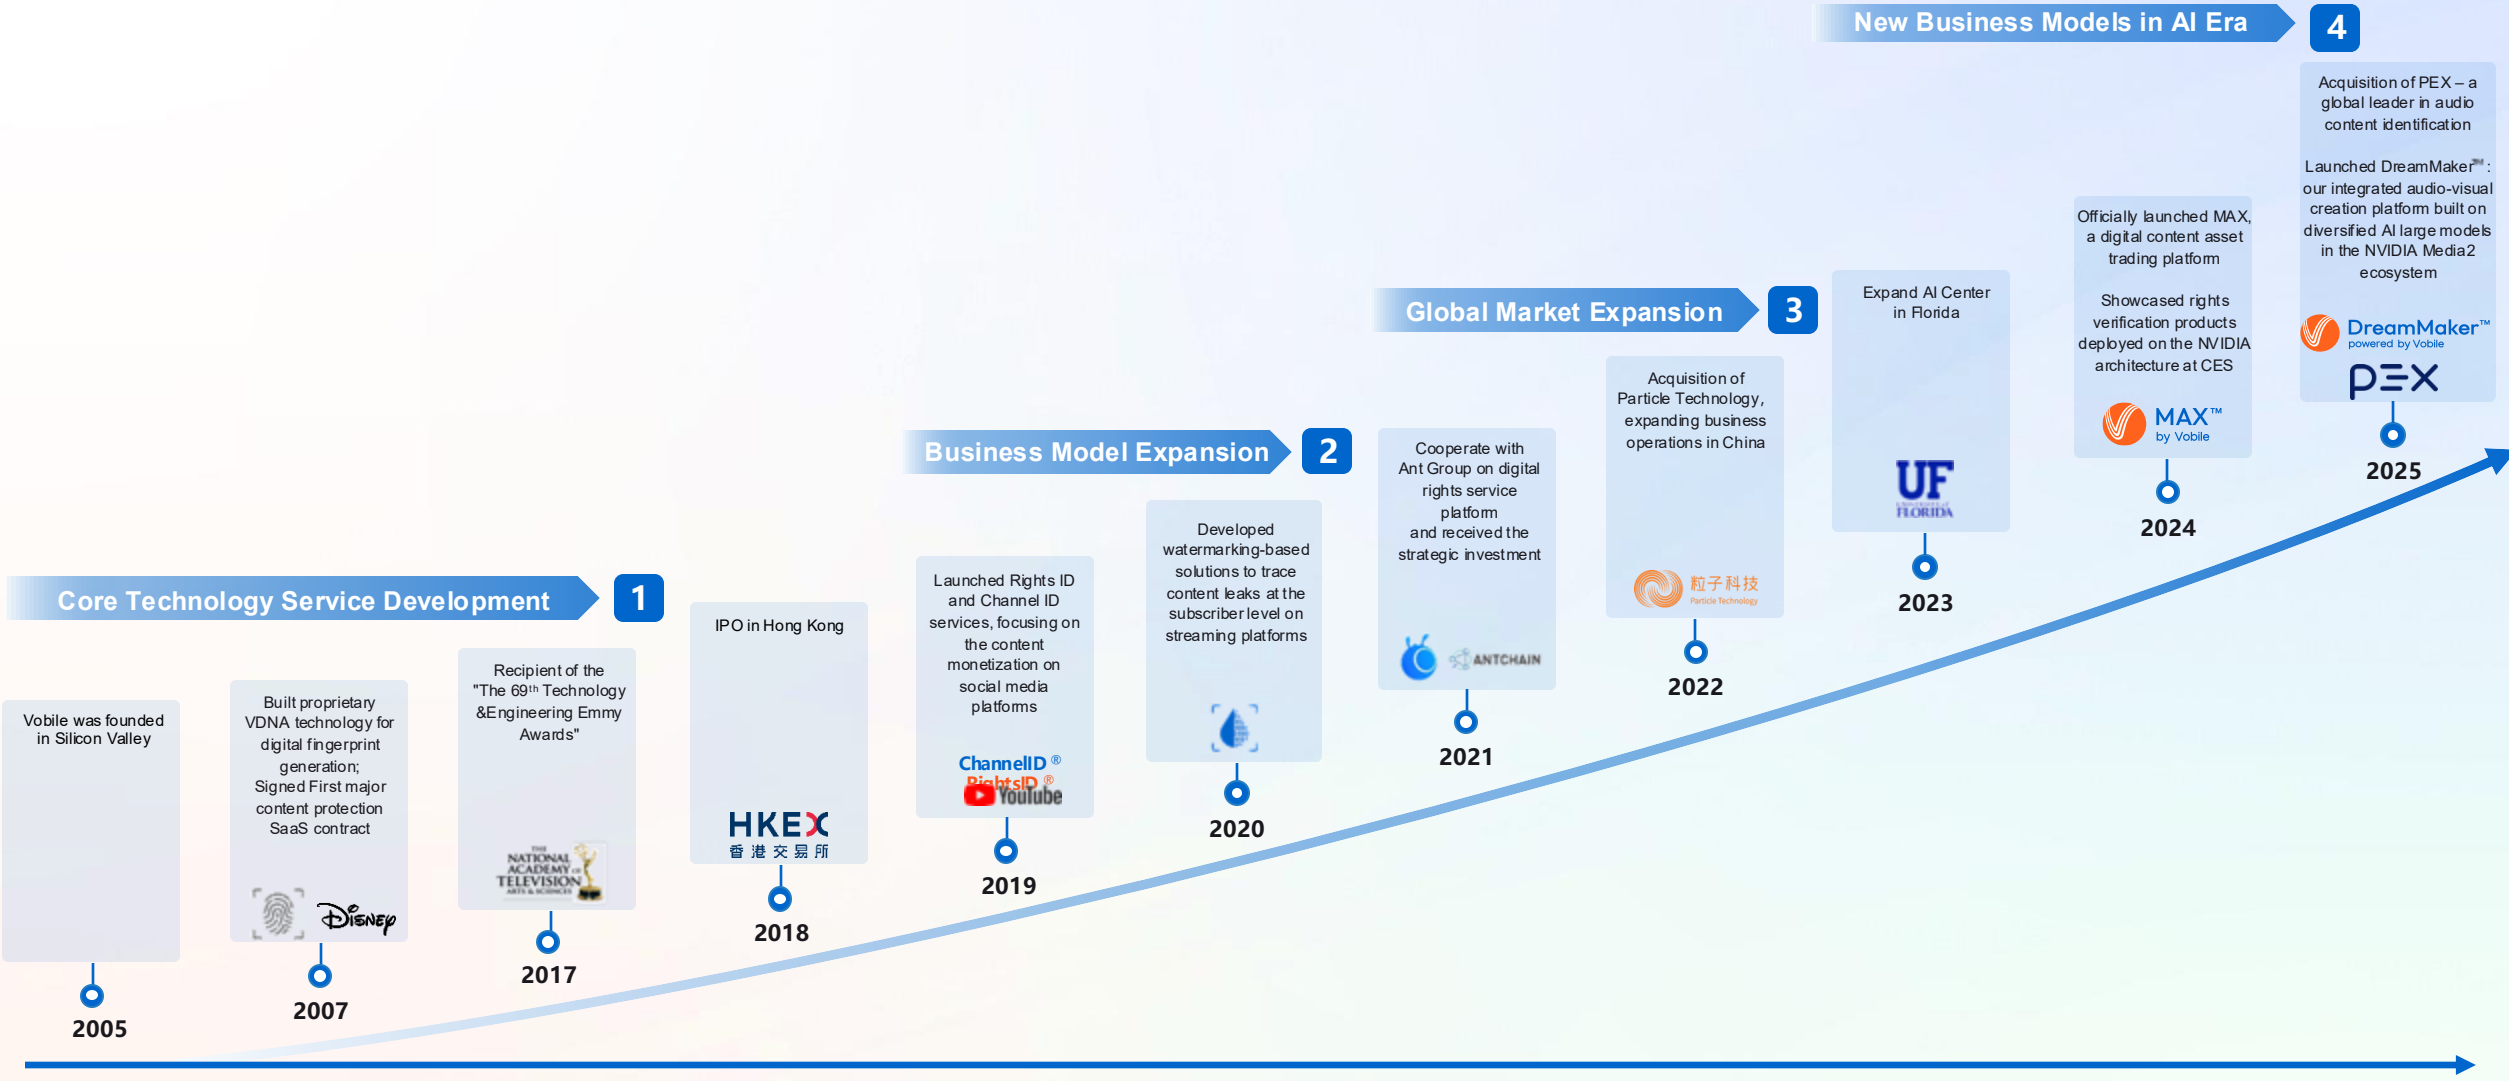 Core Technology Service Development
1
Vobile was founded
in Silicon Valley
2005
Built proprietary
VDNA technology for
digital fingerprint
generation;
Signed First major
content protection
SaaS contract
Disney
2007
Recipient of the
"The 69th Technology
&Engineering Emmy
Awards"
THE
NATIONAL
ACADEMY OF
TELEVISION
ARTS & SCIENCES
2017
IPO in Hong Kong
HKEX
香港交易所
2018
Business Model Expansion
2
Launched Rights ID
and Channel ID
services, focusing on
the content
monetization on
social media
platforms
ChannelID ®
RightsID ®
YouTube
2019
Developed
watermarking-based
solutions to trace
content leaks at the
subscriber level on
streaming platforms
2020
Global Market Expansion
3
Cooperate with
Ant Group on digital
rights service
platform
and received the
strategic investment
ANTCHAIN
2021
Acquisition of
Particle Technology,
expanding business
operations in China
粒子科技
Particle Technology
2022
Expand AI Center
in Florida
UF
UNIVERSITY of
FLORIDA
2023
New Business Models in AI Era
4
Officially launched MAX,
a digital content asset
trading platform
Showcased rights
verification products
deployed on the NVIDIA
architecture at CES
MAX™
by Vobile
2024
Acquisition of PEX – a
global leader in audio
content identification
Launched DreamMaker™ :
our integrated audio-visual
creation platform built on
diversified AI large models
in the NVIDIA Media2
ecosystem
DreamMaker™
powered by Vobile
pex
2025